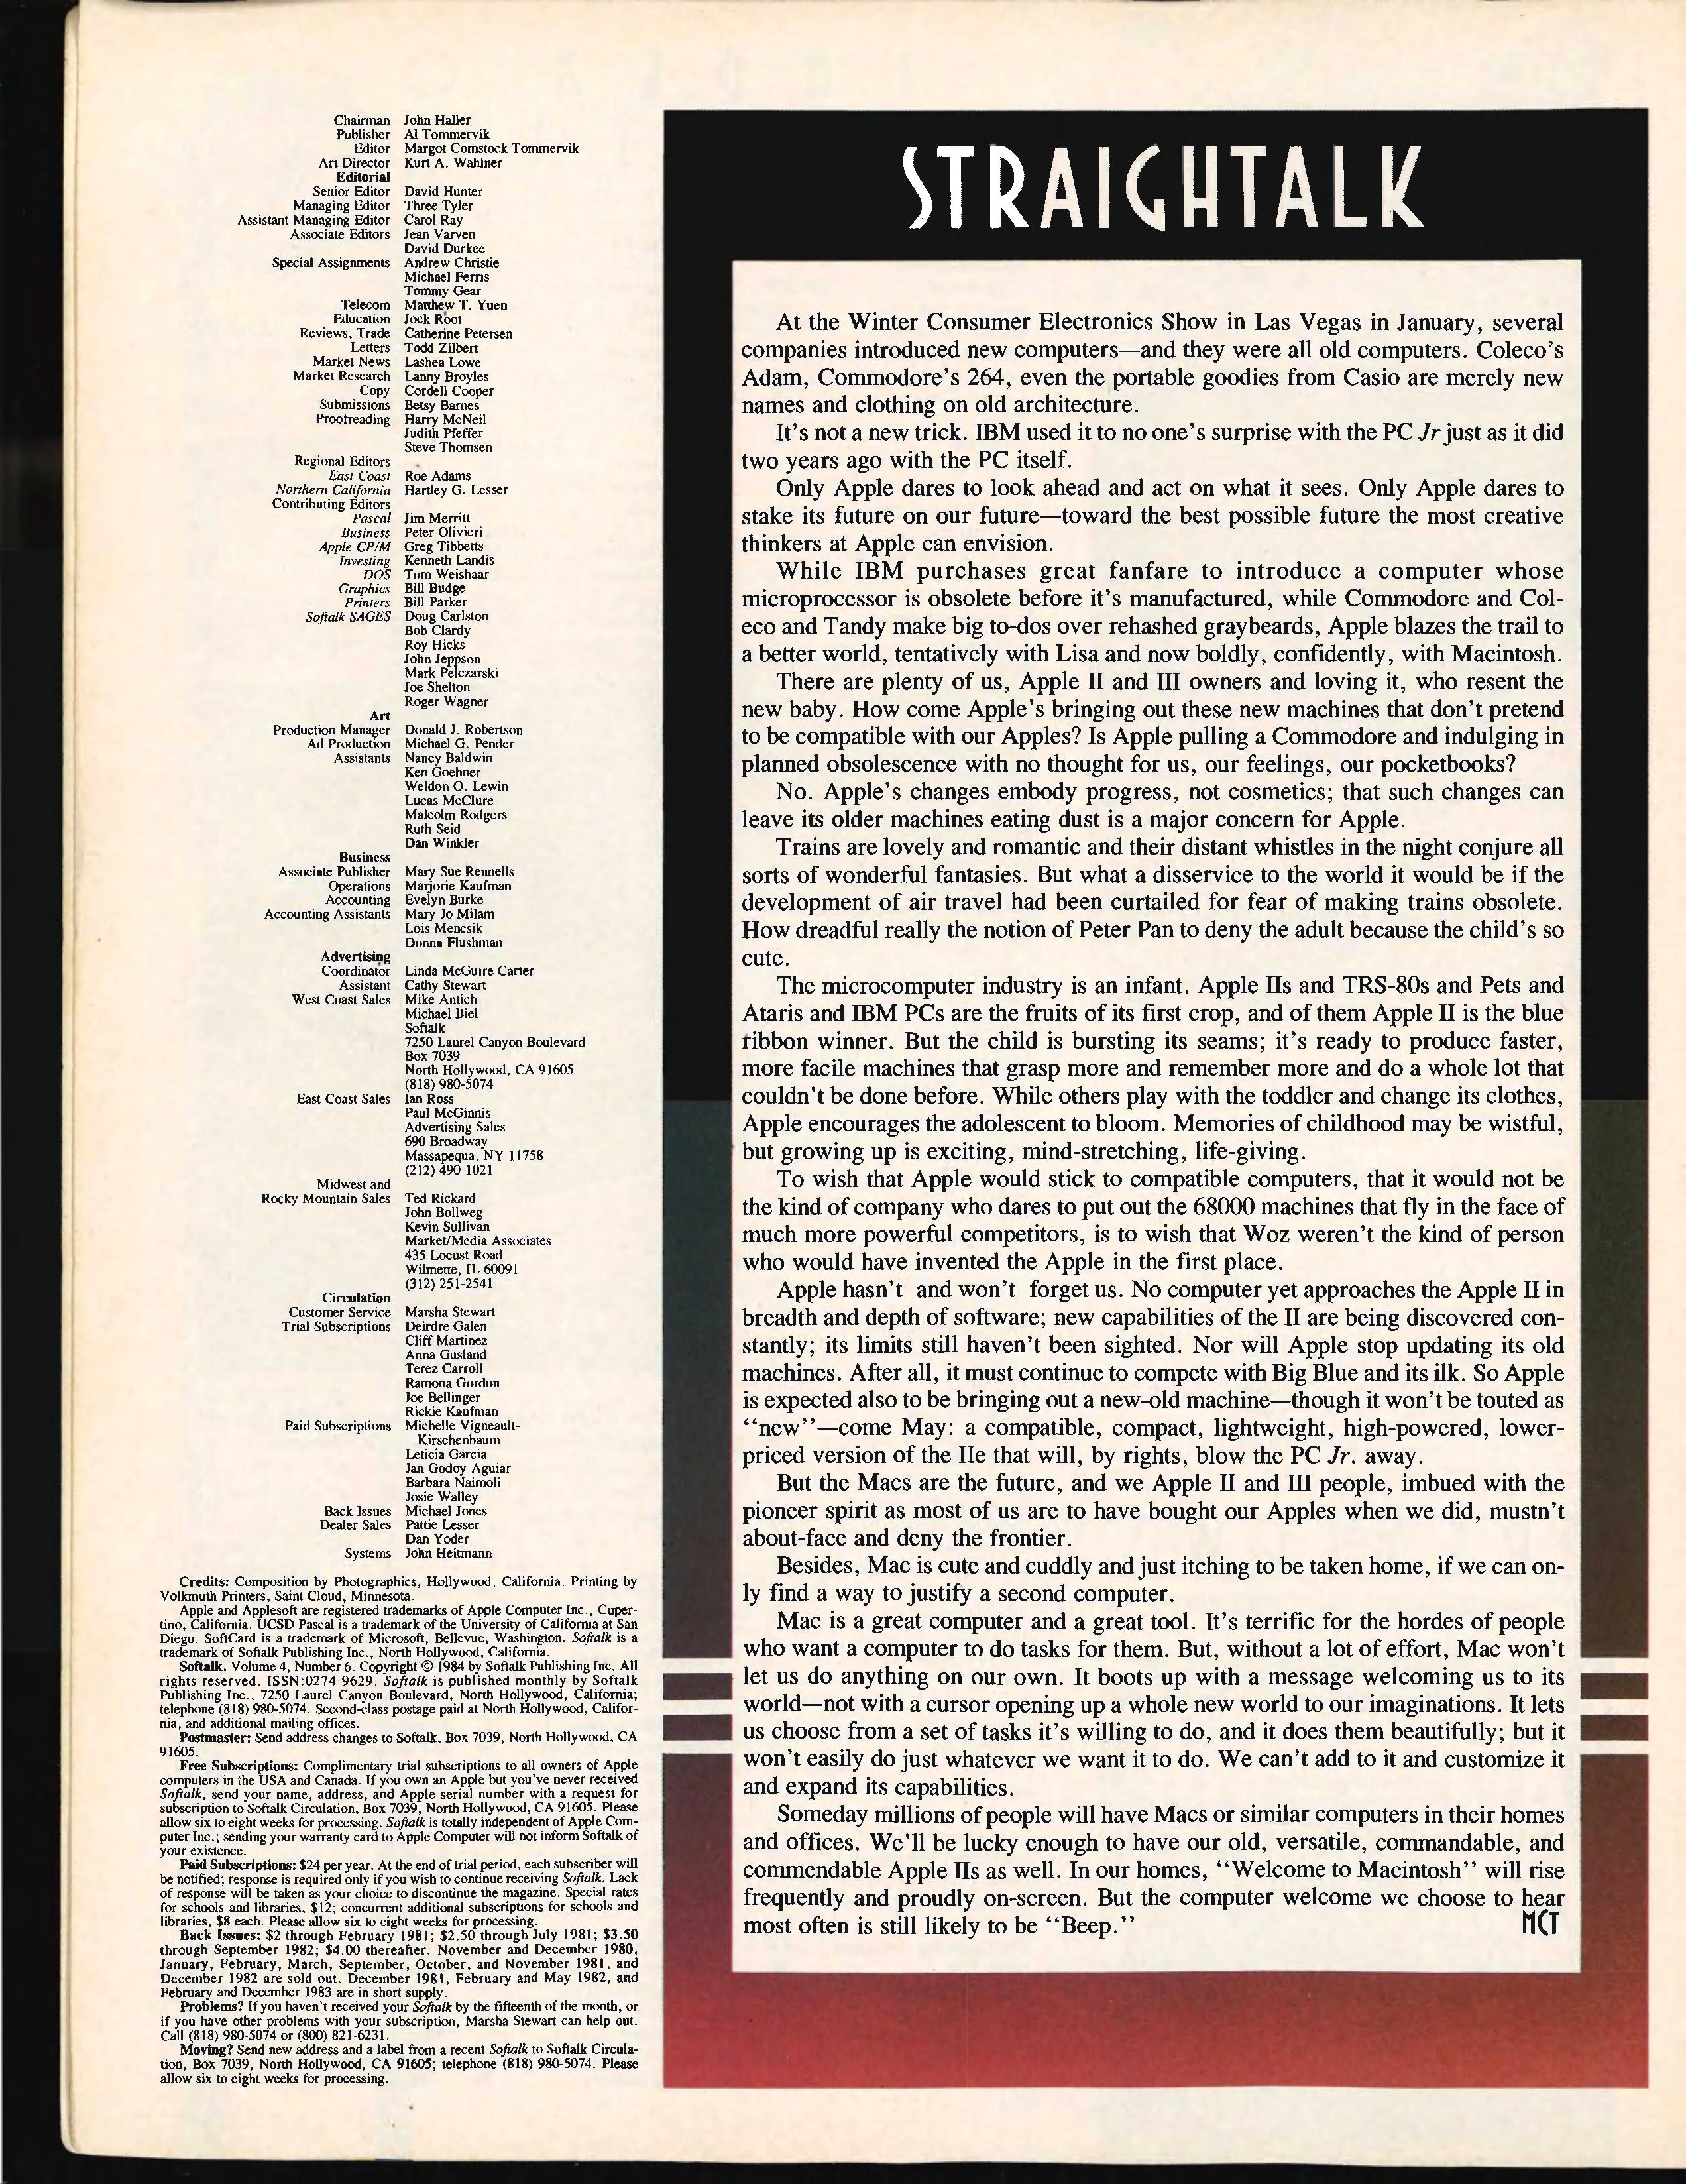 Chairman John Haller
Publisher Al Tommervik
Editor Margot Comstock Tommervik
Art Director Kurt A. Wahlner
Editorial
Senior Editor David Hunter
Managing Editor Three Tyler
Assistant Managing Editor Carol Ray
Associate Editors Jean Varven
David Durkee
Special Assignments Andrew Christie
Michael Ferris
Tommy Gear
Telecom Matthew T. Yuen
Education Jock Root
Reviews, Trade Catherine Petersen
Letters Todd Zilbert
Market News Lashea Lowe
Market Research Lanny Broyles
Copy Cordell Cooper
Submissions Betsy Barnes
Proofreading Harry McNeil
Judith Pfeffer
Steve Thomsen
Regional Editors
East Coast Roe Adams
Northern California Hartley G. Lesser
Contributing Editors
Pascal Jim Merritt
Business Peter Olivieri
Apple CP/M Greg Tibbetts
Investing Kenneth Landis
DOS Tom Weishaar
Graphics Bill Budge
Printers Bill Parker
Softalk SAGES Doug Carlston
Bob Clardy
Roy Hicks
John Jeppson
Mark Pelczarski
Joe Shelton
Roger Wagner
Art
Production Manager Donald J. Robertson
Ad Production Michael G. Pender
Assistants Nancy Baldwin
Ken Goehner
Weldon O. Lewin
Lucas McClure
Malcolm Rodgers
Ruth Seid
Dan Winkler
Business
Associate Publisher Mary Sue Rennells
Operations Marjorie Kaufman
Accounting Evelyn Burke
Accounting Assistants Mary Jo Milam
Lois Mencsik
Donna Flushman
Advertising
Coordinator Linda McGuire Carter
Assistant Cathy Stewart
West Coast Sales Mike Antich
Michael Biel
Softalk
7250 Laurel Canyon Boulevard
Box 7039
North Hollywood, CA 91605
(818) 980-5074
East Coast Sales Ian Ross
Paul McGinnis
Advertising Sales
690 Broadway
Massapequa, NY 11758
(212) 490-1021
Midwest and
Rocky Mountain Sales Ted Rickard
John Bollweg
Kevin Sullivan
Market/Media Associates
435 Locust Road
Wilmette, IL 60091
(312) 251-2541
Circulation
Customer Service Marsha Stewart
Trial Subscriptions Deirdre Galen
Cliff Martinez
Anna Gusland
Terez Carroll
Ramona Gordon
Joe Bellinger
Rickie Kaufman
Paid Subscriptions Michelle Vigneault-
Kirschenbaum
Leticia Garcia
Jan Godoy-Aguiar
Barbara Naimoli
Josie Walley
Back Issues Michael Jones
Dealer Sales Pattie Lesser
Dan Yoder
Systems John Heitmann
Credits: Composition by Photographics, Hollywood, California. Printing by
Volkmuth Printers, Saint Cloud, Minnesota.
Apple and Applesoft are registered trademarks of Apple Computer Inc., Cuper-
tino, California. UCSD Pascal is a trademark of the University of California at San
Diego. SoftCard is a trademark of Microsoft, Bellevue, Washington. Softalk is a
trademark of Softalk Publishing Inc., North Hollywood, California.
Softalk. Volume 4, Number 6. Copyright © 1984 by Softalk Publishing Inc. All
rights reserved. ISSN:0274-9629. Softalk is published monthly by Softalk
Publishing Inc., 7250 Laurel Canyon Boulevard, North Hollywood, California;
telephone (818) 980-5074. Second-class postage paid at North Hollywood, Califor-
nia, and additional mailing offices.
Postmaster: Send address changes to Softalk, Box 7039, North Hollywood, CA
91605.
Free Subscriptions: Complimentary trial subscriptions to all owners of Apple
computers in the USA and Canada. If you own an Apple but you've never received
Softalk, send your name, address, and Apple serial number with a request for
subscription to Softalk Circulation, Box 7039, North Hollywood, CA 91605. Please
allow six to eight weeks for processing. Softalk is totally independent of Apple Com-
puter Inc.; sending your warranty card to Apple Computer will not inform Softalk of
your existence.
Paid Subscriptions: $24 per year. At the end of trial period, each subscriber will
be notified; response is required only if you wish to continue receiving Softalk. Lack
of response will be taken as your choice to discontinue the magazine. Special rates
for schools and libraries, $12; concurrent additional subscriptions for schools and
libraries, $8 each. Please allow six to eight weeks for processing.
Back Issues: $2 through February 1981; $2.50 through July 1981; $3.50
through September 1982; $4.00 thereafter. November and December 1980,
January, February, March, September, October, and November 1981, and
December 1982 are sold out. December 1981, February and May 1982, and
February and December 1983 are in short supply.
Problems? If you haven't received your Softalk by the fifteenth of the month, or
if you have other problems with your subscription, Marsha Stewart can help out.
Call (818) 980-5074 or (800) 821-6231.
Moving? Send new address and a label from a recent Softalk to Softalk Circula-
tion, Box 7039, North Hollywood, CA 91605; telephone (818) 980-5074. Please
allow six to eight weeks for processing.
STRAIGHTALK
At the Winter Consumer Electronics Show in Las Vegas in January, several
companies introduced new computers—and they were all old computers. Coleco's
Adam, Commodore's 264, even the portable goodies from Casio are merely new
names and clothing on old architecture.
It's not a new trick. IBM used it to no one's surprise with the PC Jr just as it did
two years ago with the PC itself.
Only Apple dares to look ahead and act on what it sees. Only Apple dares to
stake its future on our future—toward the best possible future the most creative
thinkers at Apple can envision.
While IBM purchases great fanfare to introduce a computer whose
microprocessor is obsolete before it's manufactured, while Commodore and Col-
eco and Tandy make big to-dos over rehashed graybeards, Apple blazes the trail to
a better world, tentatively with Lisa and now boldly, confidently, with Macintosh.
There are plenty of us, Apple II and III owners and loving it, who resent the
new baby. How come Apple's bringing out these new machines that don't pretend
to be compatible with our Apples? Is Apple pulling a Commodore and indulging in
planned obsolescence with no thought for us, our feelings, our pocketbooks?
No. Apple's changes embody progress, not cosmetics; that such changes can
leave its older machines eating dust is a major concern for Apple.
Trains are lovely and romantic and their distant whistles in the night conjure all
sorts of wonderful fantasies. But what a disservice to the world it would be if the
development of air travel had been curtailed for fear of making trains obsolete.
How dreadful really the notion of Peter Pan to deny the adult because the child's so
cute.
The microcomputer industry is an infant. Apple IIs and TRS-80s and Pets and
Ataris and IBM PCs are the fruits of its first crop, and of them Apple II is the blue
ribbon winner. But the child is bursting its seams; it's ready to produce faster,
more facile machines that grasp more and remember more and do a whole lot that
couldn't be done before. While others play with the toddler and change its clothes,
Apple encourages the adolescent to bloom. Memories of childhood may be wistful,
but growing up is exciting, mind-stretching, life-giving.
To wish that Apple would stick to compatible computers, that it would not be
the kind of company who dares to put out the 68000 machines that fly in the face of
much more powerful competitors, is to wish that Woz weren't the kind of person
who would have invented the Apple in the first place.
Apple hasn't and won't forget us. No computer yet approaches the Apple II in
breadth and depth of software; new capabilities of the II are being discovered con-
stantly; its limits still haven't been sighted. Nor will Apple stop updating its old
machines. After all, it must continue to compete with Big Blue and its ilk. So Apple
is expected also to be bringing out a new-old machine—though it won't be touted as
"new"—come May: a compatible, compact, lightweight, high-powered, lower-
priced version of the IIe that will, by rights, blow the PC Jr. away.
But the Macs are the future, and we Apple II and III people, imbued with the
pioneer spirit as most of us are to have bought our Apples when we did, mustn't
about-face and deny the frontier.
Besides, Mac is cute and cuddly and just itching to be taken home, if we can on-
ly find a way to justify a second computer.
Mac is a great computer and a great tool. It's terrific for the hordes of people
who want a computer to do tasks for them. But, without a lot of effort, Mac won't
let us do anything on our own. It boots up with a message welcoming us to its
world—not with a cursor opening up a whole new world to our imaginations. It lets
us choose from a set of tasks it's willing to do, and it does them beautifully; but it
won't easily do just whatever we want it to do. We can't add to it and customize it
and expand its capabilities.
Someday millions of people will have Macs or similar computers in their homes
and offices. We'll be lucky enough to have our old, versatile, commandable, and
commendable Apple IIs as well. In our homes, "Welcome to Macintosh" will rise
frequently and proudly on-screen. But the computer welcome we choose to hear
most often is still likely to be "Beep." MCT